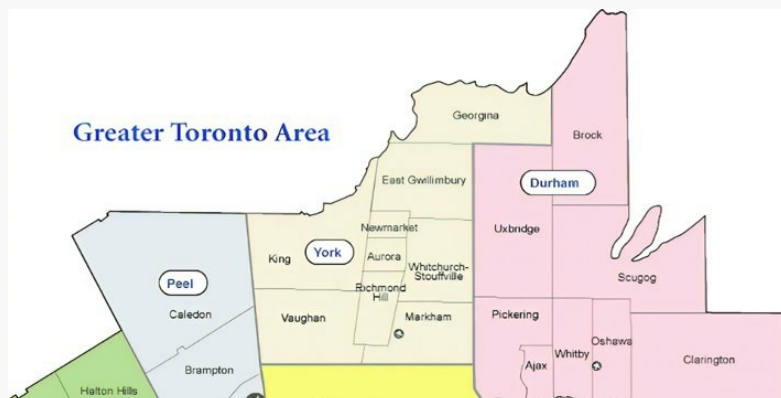 Greater Toronto Area
Georgina
Brock
East Gwillimbury
Durham
Newmarket
Uxbridge
King
York
Aurora
Whitchurch-
Stouffville
Scugog
Peel
Richmond
Hill
Caledon
Vaughan
Markham
Pickering
Oshawa
Whitby
Ajax
Clarington
Brampton
Halton Hills